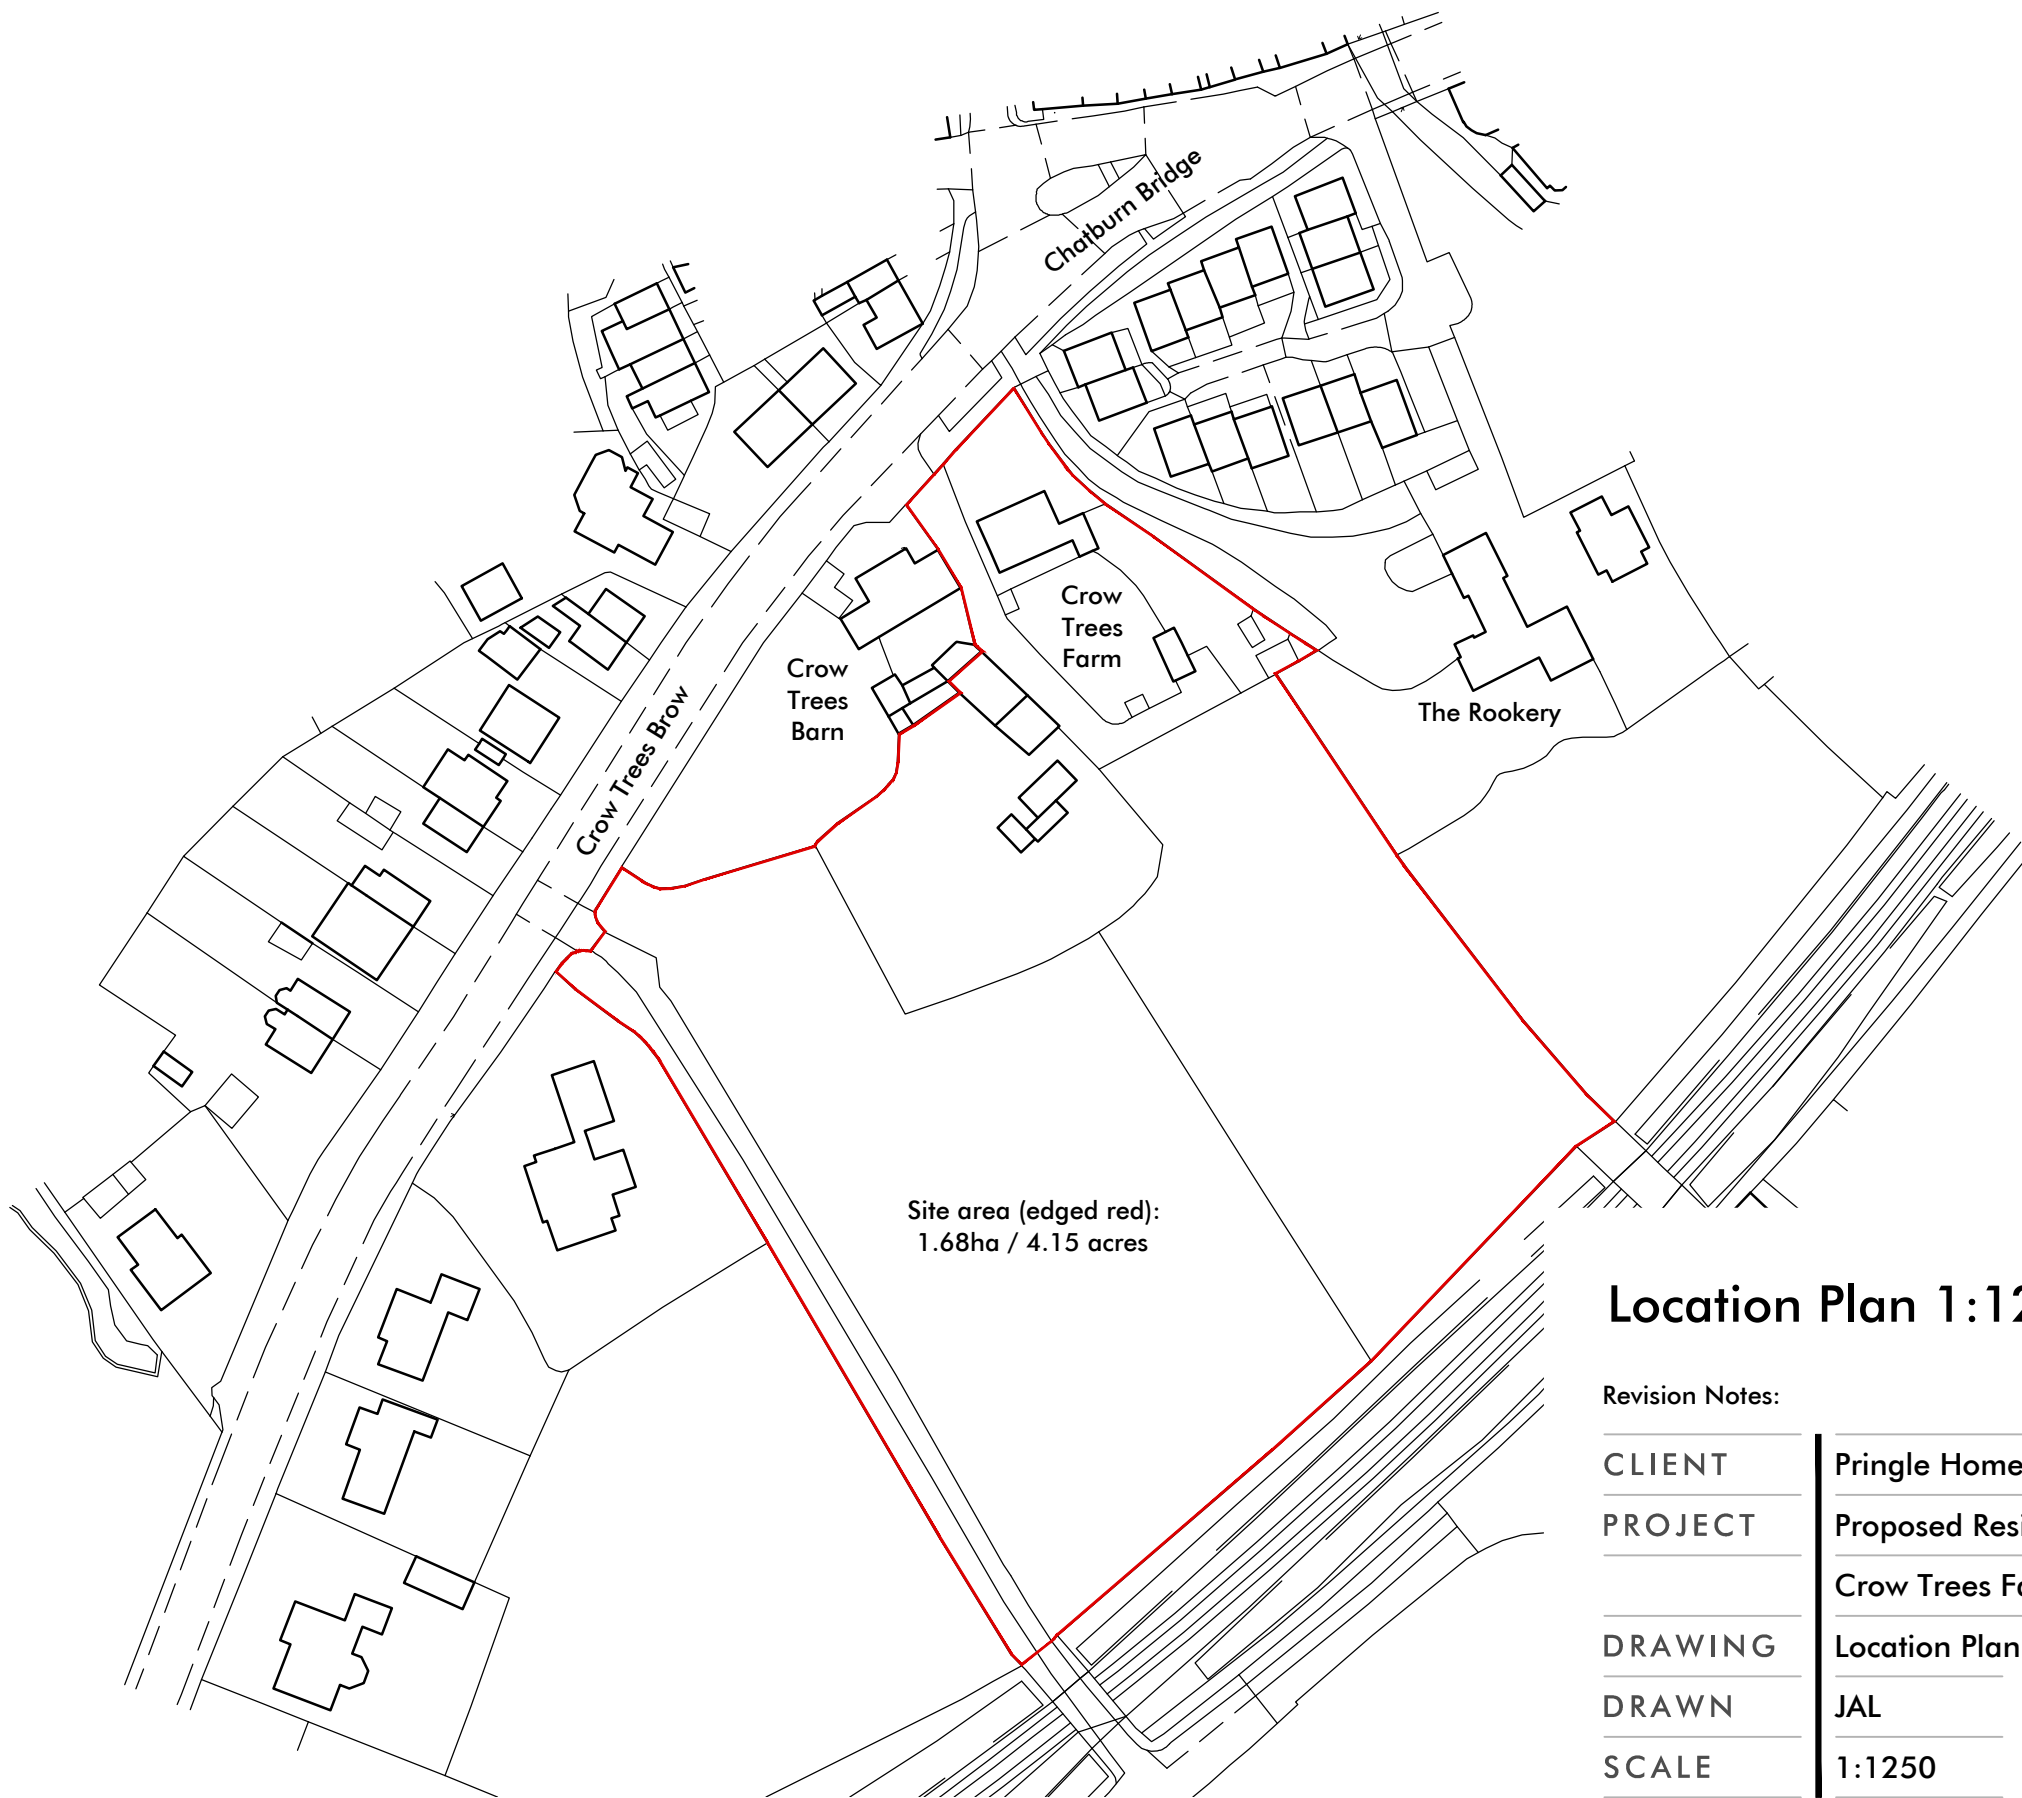 Chatburn Bridge
Crow
Trees
Farm
Crow
Trees
Barn
The Rookery
Crow Trees Brow
Site area (edged red):
1.68ha / 4.15 acres
Location Plan 1:12
Revision Notes:
CLIENT Pringle Home
PROJECT Proposed Resi
Crow Trees Fa
DRAWING Location Plan
DRAWN JAL
SCALE 1:1250